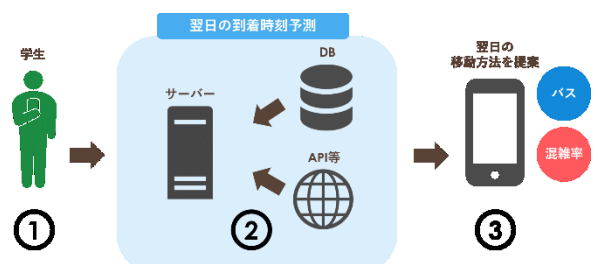 翌日の到着時刻予測
学生
サーバー
DB
API等
翌日の
移動方法を提案
バス
混雑率
①
②
③